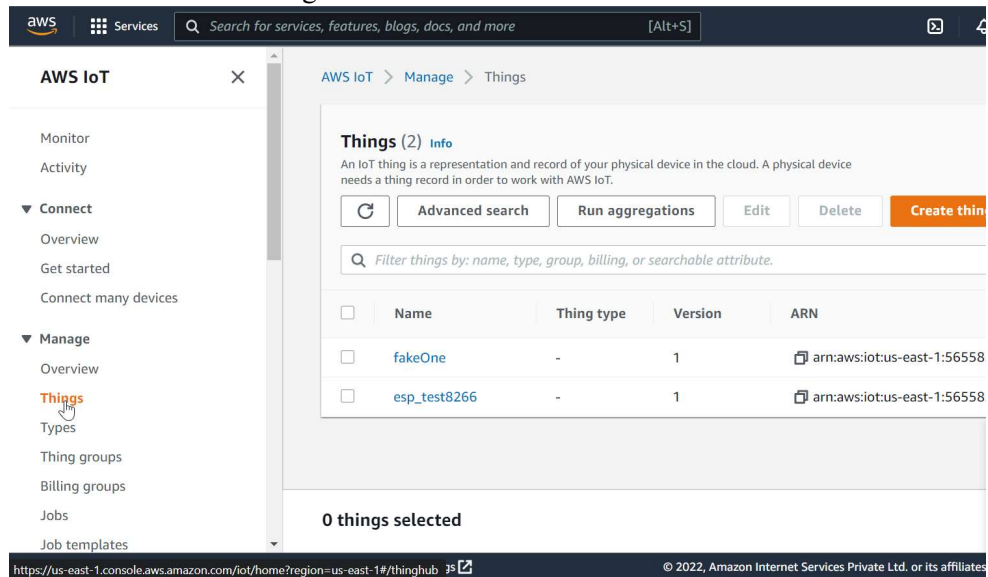 aws
Services
Search for services, features, blogs, docs, and more
[Alt+S]
AWS IoT
Monitor
Activity
Connect
Overview
Get started
Connect many devices
Manage
Overview
Things
Types
Thing groups
Billing groups
Jobs
Job templates
AWS IoT > Manage > Things
Things (2) Info
An IoT thing is a representation and record of your physical device in the cloud. A physical device
needs a thing record in order to work with AWS IoT.
Advanced search
Run aggregations
Edit
Delete
Create thin
Filter things by: name, type, group, billing, or searchable attribute.
Name Thing type Version ARN
fakeOne - 1 arn:aws:iot:us-east-1:56558
esp_test8266 - 1 arn:aws:iot:us-east-1:56558
0 things selected
https://us-east-1.console.aws.amazon.com/iot/home?region=us-east-1#/thinghub
© 2022, Amazon Internet Services Private Ltd. or its affiliates